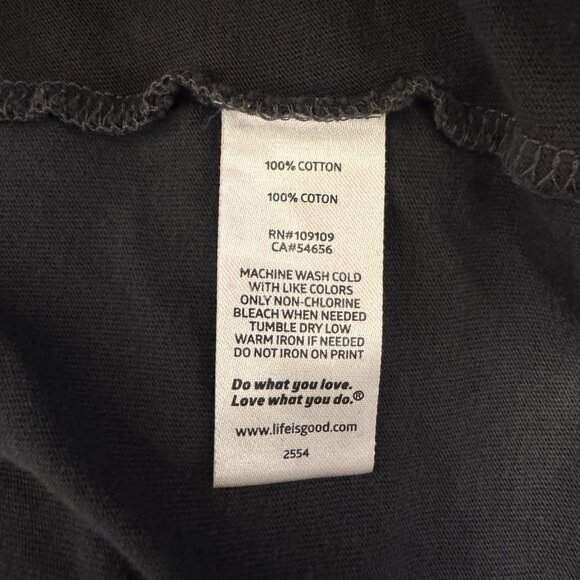 100% COTTON
100% COTON
RN#109109
CA#54656
MACHINE WASH COLD
WITH LIKE COLORS
ONLY NON-CHLORINE
BLEACH WHEN NEEDED
TUMBLE DRY LOW
WARM IRON IF NEEDED
DO NOT IRON ON PRINT
Do what you love.
Love what you do.®
www.lifeisgood.com
2554